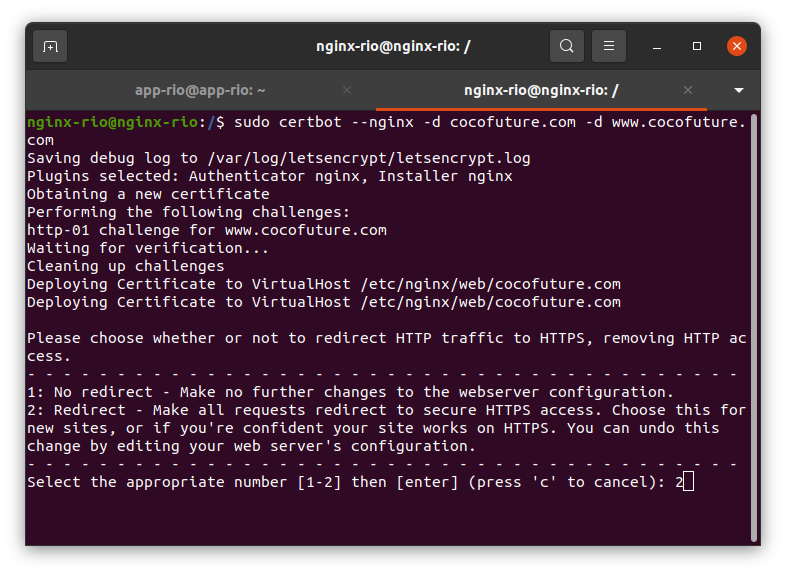 nginx-rio@nginx-rio: /
app-rio@app-rio: ~
nginx-rio@nginx-rio: /
nginx-rio@nginx-rio:/$ sudo certbot --nginx -d cocofuture.com -d www.cocofuture.
com
Saving debug log to /var/log/letsencrypt/letsencrypt.log
Plugins selected: Authenticator nginx, Installer nginx
Obtaining a new certificate
Performing the following challenges:
http-01 challenge for www.cocofuture.com
Waiting for verification...
Cleaning up challenges
Deploying Certificate to VirtualHost /etc/nginx/web/cocofuture.com
Deploying Certificate to VirtualHost /etc/nginx/web/cocofuture.com
Please choose whether or not to redirect HTTP traffic to HTTPS, removing HTTP ac
cess.
- - - - - - - - - - - - - - - - - - - - - - - - - - - - - - - - - - - - - - - -
1: No redirect - Make no further changes to the webserver configuration.
2: Redirect - Make all requests redirect to secure HTTPS access. Choose this for
new sites, or if you're confident your site works on HTTPS. You can undo this
change by editing your web server's configuration.
- - - - - - - - - - - - - - - - - - - - - - - - - - - - - - - - - - - - - - - -
Select the appropriate number [1-2] then [enter] (press 'c' to cancel): 2